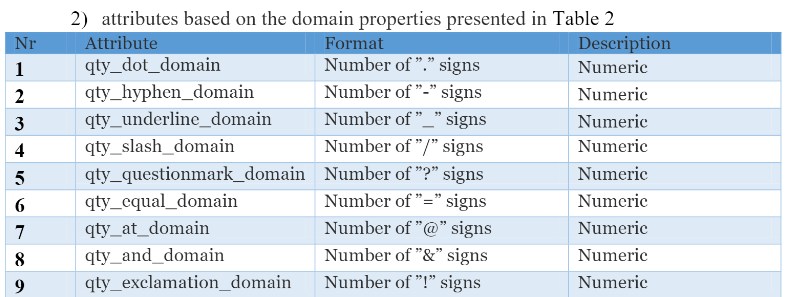 2) attributes based on the domain properties presented in Table 2
Nr Attribute Format Description
1 qty_dot_domain Number of ”.” signs Numeric
2 qty_hyphen_domain Number of ”-” signs Numeric
3 qty_underline_domain Number of ”_” signs Numeric
4 qty_slash_domain Number of ”/” signs Numeric
5 qty_questionmark_domain Number of ”?” signs Numeric
6 qty_equal_domain Number of ”=” signs Numeric
7 qty_at_domain Number of ”@” signs Numeric
8 qty_and_domain Number of ”&” signs Numeric
9 qty_exclamation_domain Number of ”!” signs Numeric